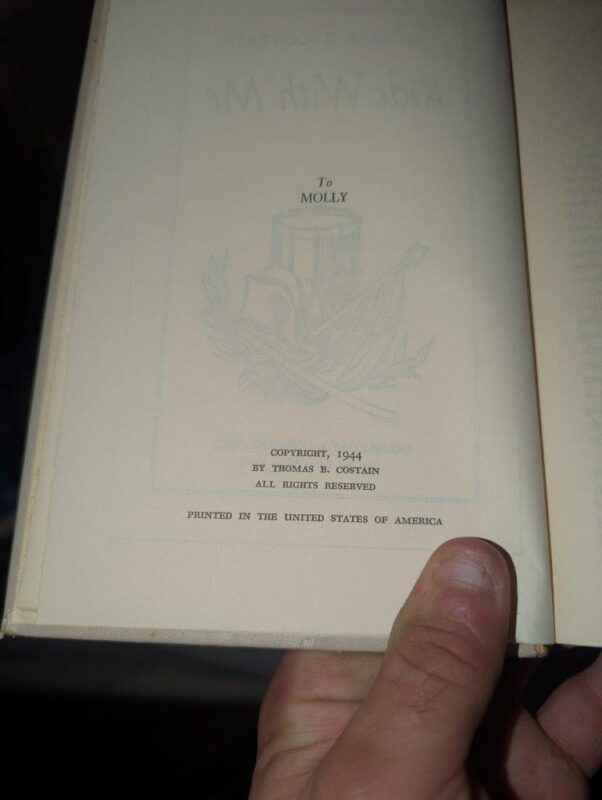 To
MOLLY
COPYRIGHT, 1944
BY THOMAS B. COSTAIN
ALL RIGHTS RESERVED
PRINTED IN THE UNITED STATES OF AMERICA